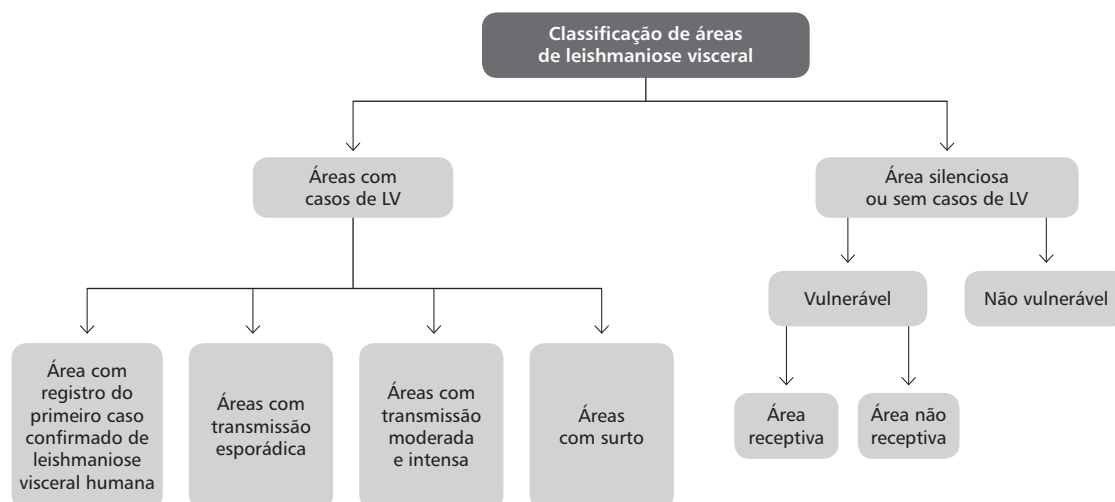 Classificação de áreas
de leishmaniose visceral
Áreas com
casos de LV
Área silenciosa
ou sem casos de LV
Vulnerável
Não vulnerável
Área com
registro do
primeiro caso
confirmado de
leishmaniose
visceral humana
Áreas com
transmissão
esporádica
Áreas com
transmissão
moderada
e intensa
Áreas
com surto
Área
receptiva
Área não
receptiva